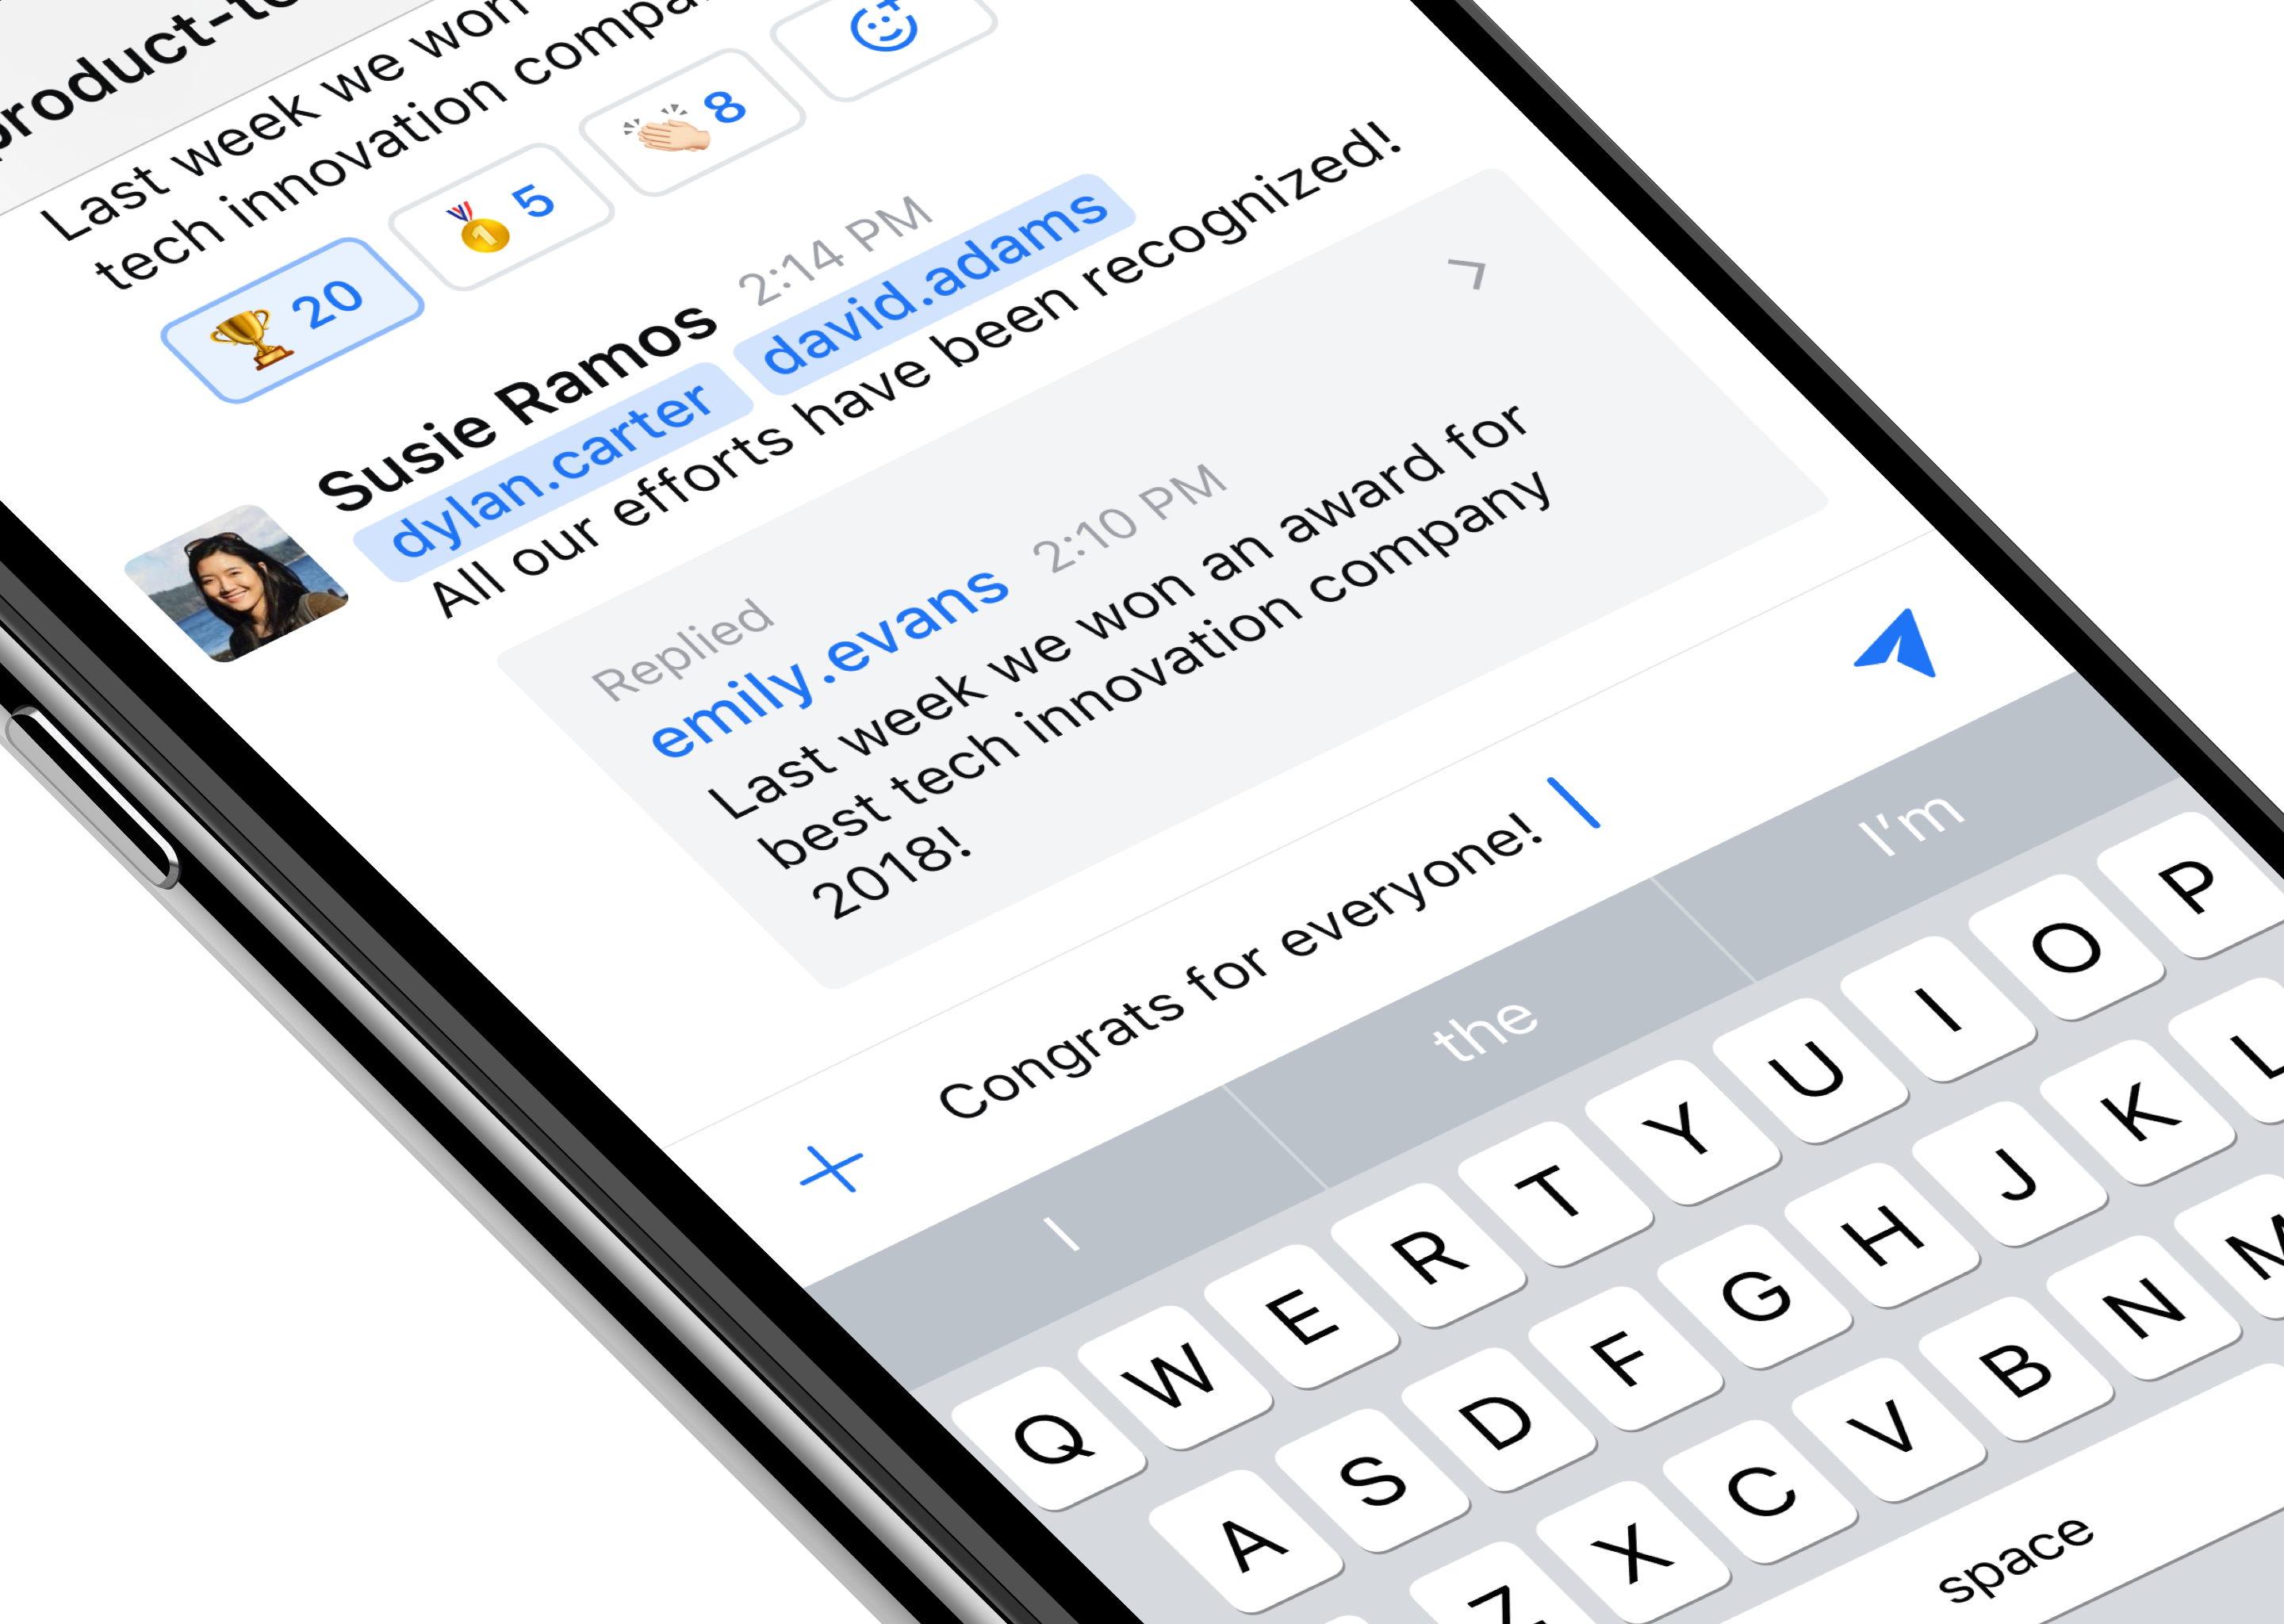 product-te
Last week we won
tech innovation compa
20
5
8
Susie Ramos 2:14 PM
dylan.carter david.adams
All our efforts have been recognized!
Replied
emily.evans 2:10 PM
Last week we won an award for
best tech innovation company
2018!
Congrats for everyone!
I the I'm
Q W E R T Y U I O P
A S D F G H J K L
Z X C V B N M
space